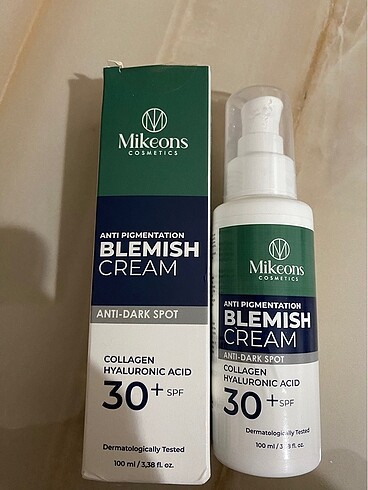 Mikeons
COSMETICS
ANTI PIGMENTATION
BLEMISH
CREAM
ANTI-DARK SPOT
COLLAGEN
HYALURONIC ACID
30+ SPF
Dermatologically Tested
100 ml / 3,38 fl. oz.
Mikeons
COSMETICS
ANTI PIGMENTATION
BLEMISH
CREAM
ANTI-DARK SPOT
COLLAGEN
HYALURONIC ACID
30+ SPF
Dermatologically Tested
100 ml / 3,38 fl. oz.